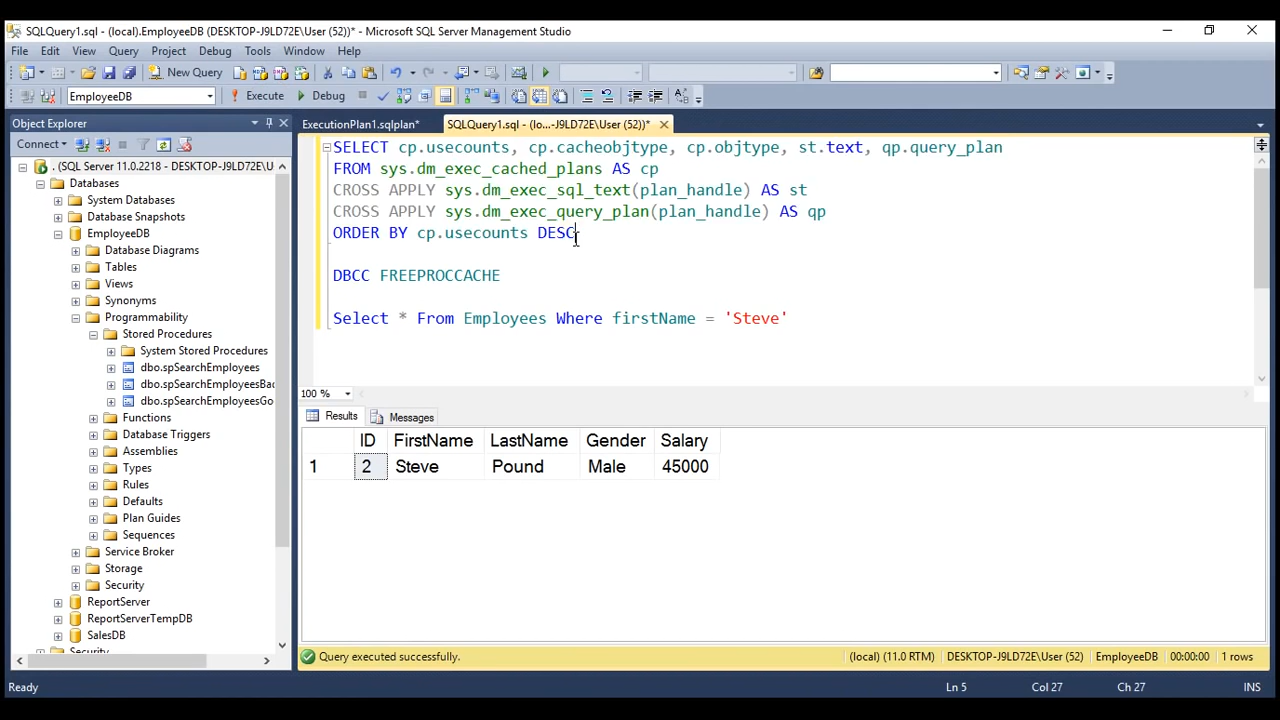 SQLQuery1.sql - (local).EmployeeDB (DESKTOP-J9LD72E\User (52))* - Microsoft SQL Server Management Studio
File Edit View Query Project Debug Tools Window Help
New Query
EmployeeDB Execute Debug
Object Explorer
ExecutionPlan1.sqlplan* SQLQuery1.sql - (lo...-J9LD72E\User (52))*
Connect
. (SQL Server 11.0.2218 - DESKTOP-J9LD72E\User)
Databases
System Databases
Database Snapshots
EmployeeDB
Database Diagrams
Tables
Views
Synonyms
Programmability
Stored Procedures
System Stored Procedures
dbo.spSearchEmployees
dbo.spSearchEmployeesBa
dbo.spSearchEmployeesGo
Functions
Database Triggers
Assemblies
Types
Rules
Defaults
Plan Guides
Sequences
Service Broker
Storage
Security
ReportServer
ReportServerTempDB
SalesDB
Security
SELECT cp.usecounts, cp.cacheobjtype, cp.objtype, st.text, qp.query_plan
FROM sys.dm_exec_cached_plans AS cp
CROSS APPLY sys.dm_exec_sql_text(plan_handle) AS st
CROSS APPLY sys.dm_exec_query_plan(plan_handle) AS qp
ORDER BY cp.usecounts DESC
DBCC FREEPROCCACHE
Select * From Employees Where firstName = 'Steve'
100 %
Results Messages
ID FirstName LastName Gender Salary
1 2 Steve Pound Male 45000
Query executed successfully. (local) (11.0 RTM) DESKTOP-J9LD72E\User (52) EmployeeDB 00:00:00 1 rows
Ready Ln 5 Col 27 Ch 27 INS